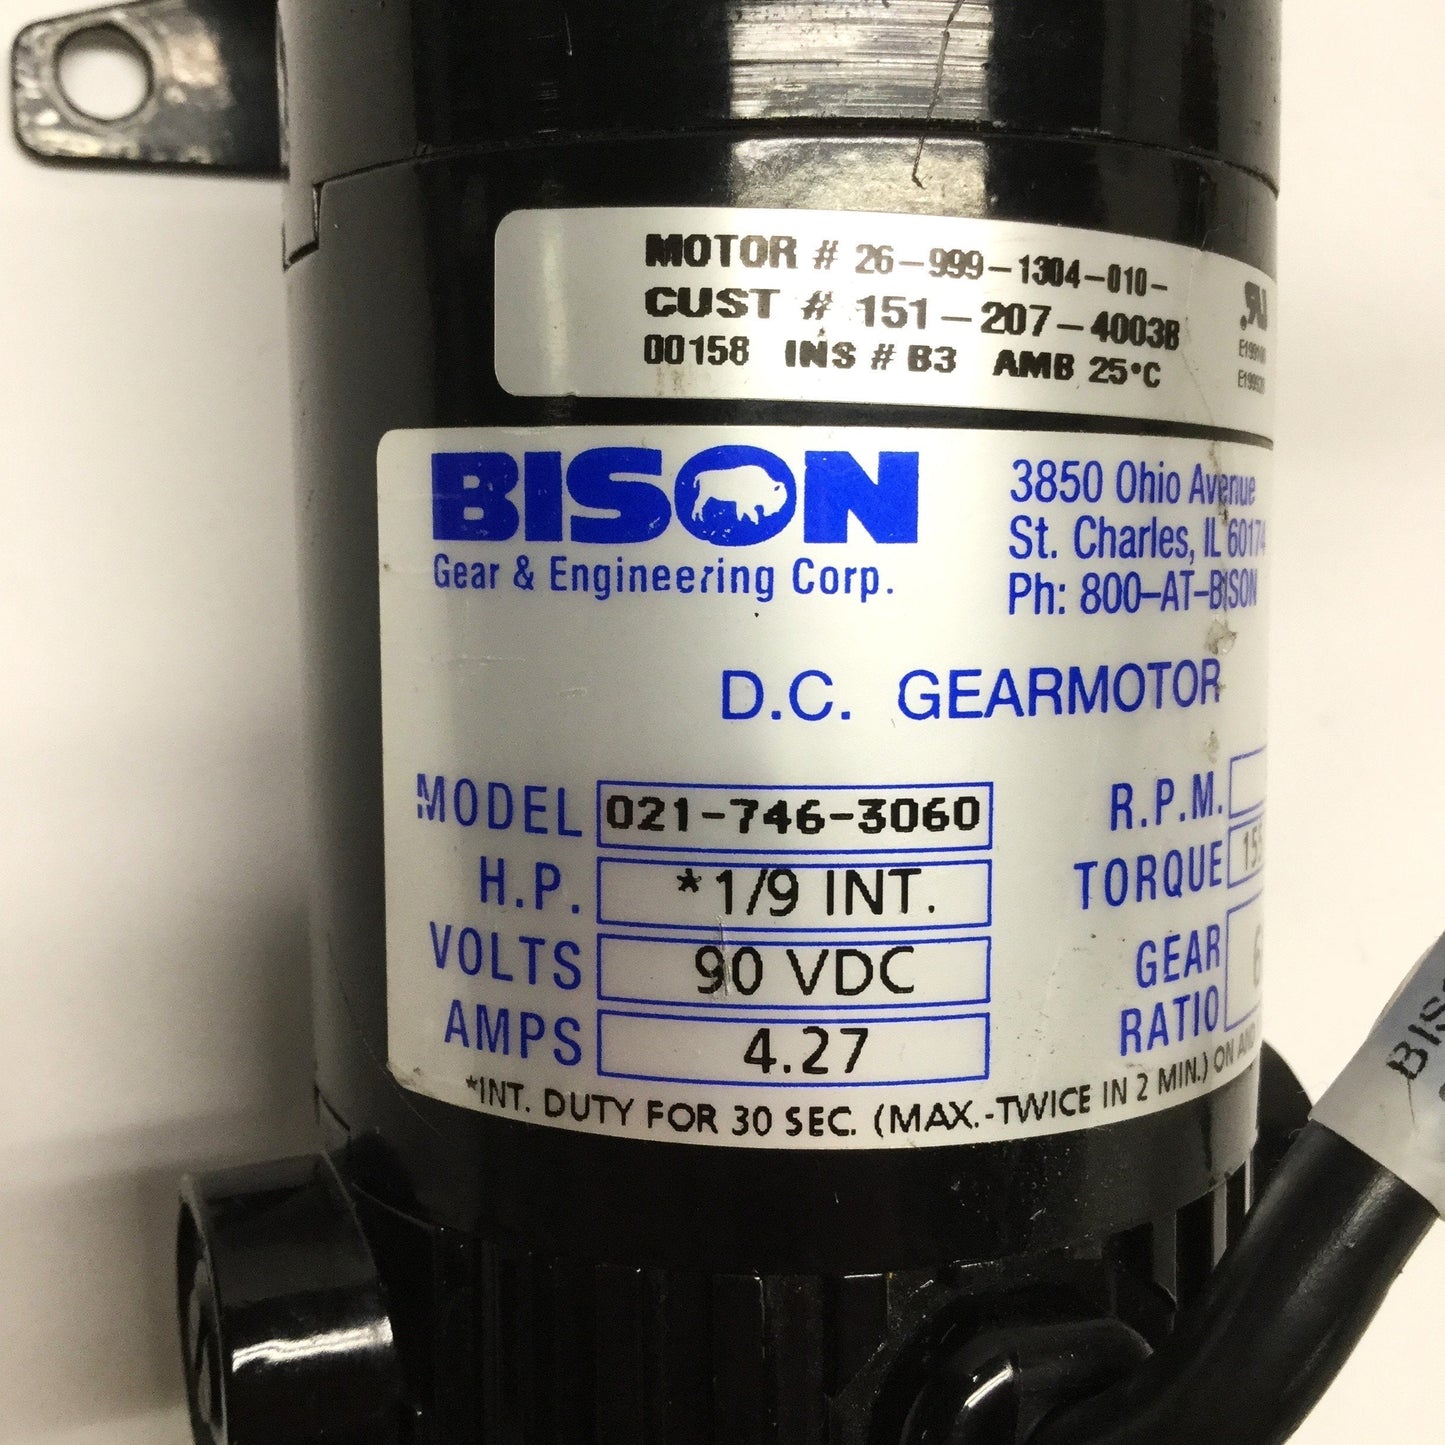 MOTOR # 26-999-1304-010-
CUST # 151-207-4003B
00158 INS # B3 AMB 25°C
BISON
Gear & Engineering Corp.
3850 Ohio Avenue
St. Charles, IL 60174
Ph: 800-AT-BISON
D.C. GEARMOTOR
MODEL 021-746-3060
H.P. *1/9 INT.
VOLTS 90 VDC
AMPS 4.27
R.P.M.
TORQUE
GEAR
RATIO
*INT. DUTY FOR 30 SEC. (MAX.-TWICE IN 2 MIN.) ON AND